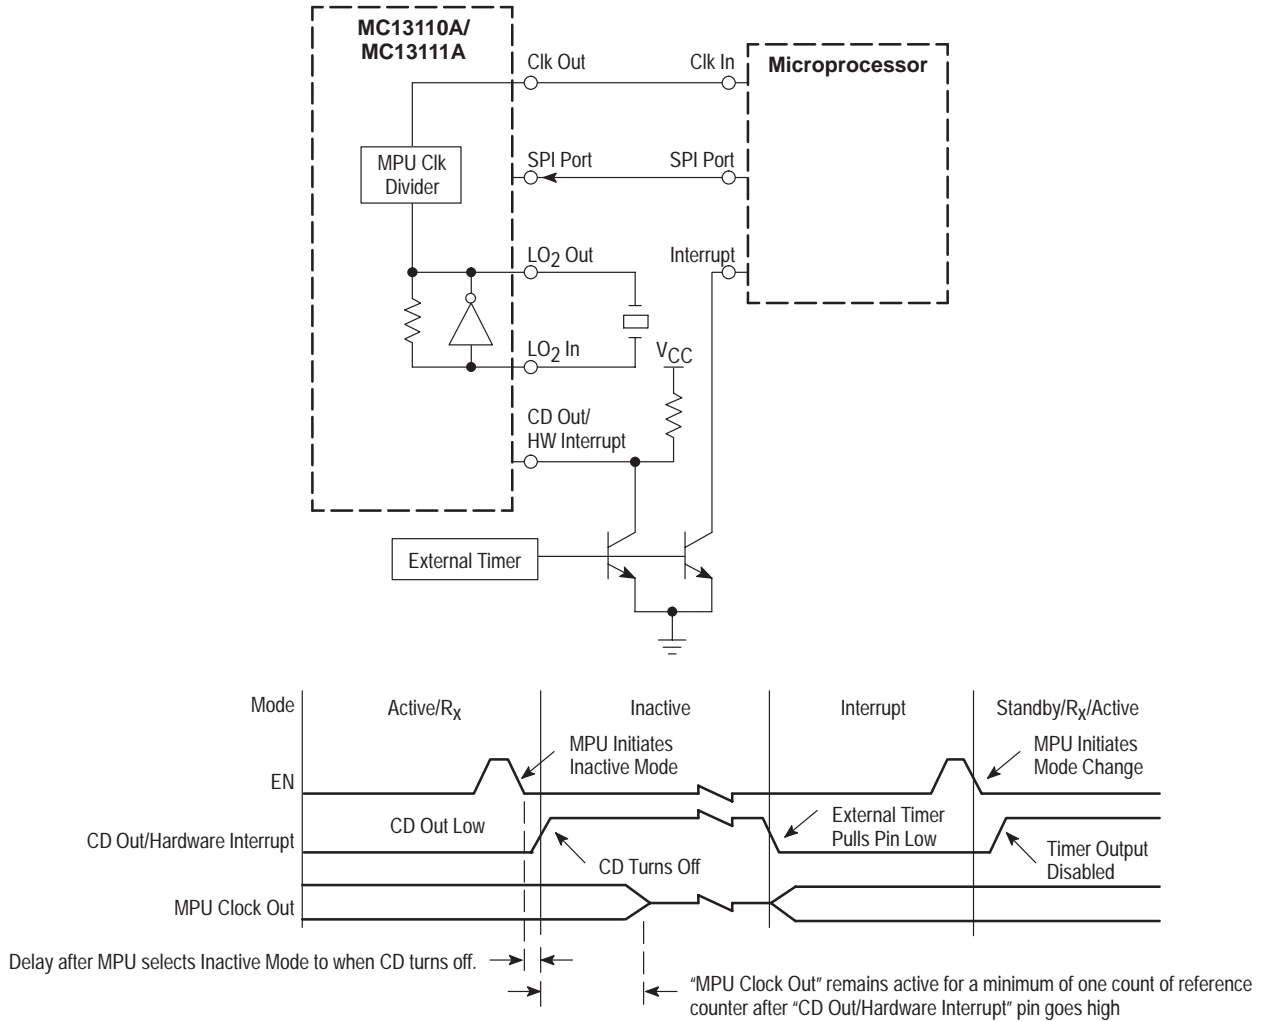 MC13110A/
MC13111A
Clk Out
Clk In
Microprocessor
MPU Clk
Divider
SPI Port
SPI Port
LO2 Out
Interrupt
LO2 In
VCC
CD Out/
HW Interrupt
External Timer
Mode
Active/Rx
Inactive
Interrupt
Standby/Rx/Active
EN
MPU Initiates
Inactive Mode
MPU Initiates
Mode Change
CD Out/Hardware Interrupt
CD Out Low
CD Turns Off
External Timer
Pulls Pin Low
Timer Output
Disabled
MPU Clock Out
Delay after MPU selects Inactive Mode to when CD turns off.
“MPU Clock Out” remains active for a minimum of one count of reference
counter after “CD Out/Hardware Interrupt” pin goes high